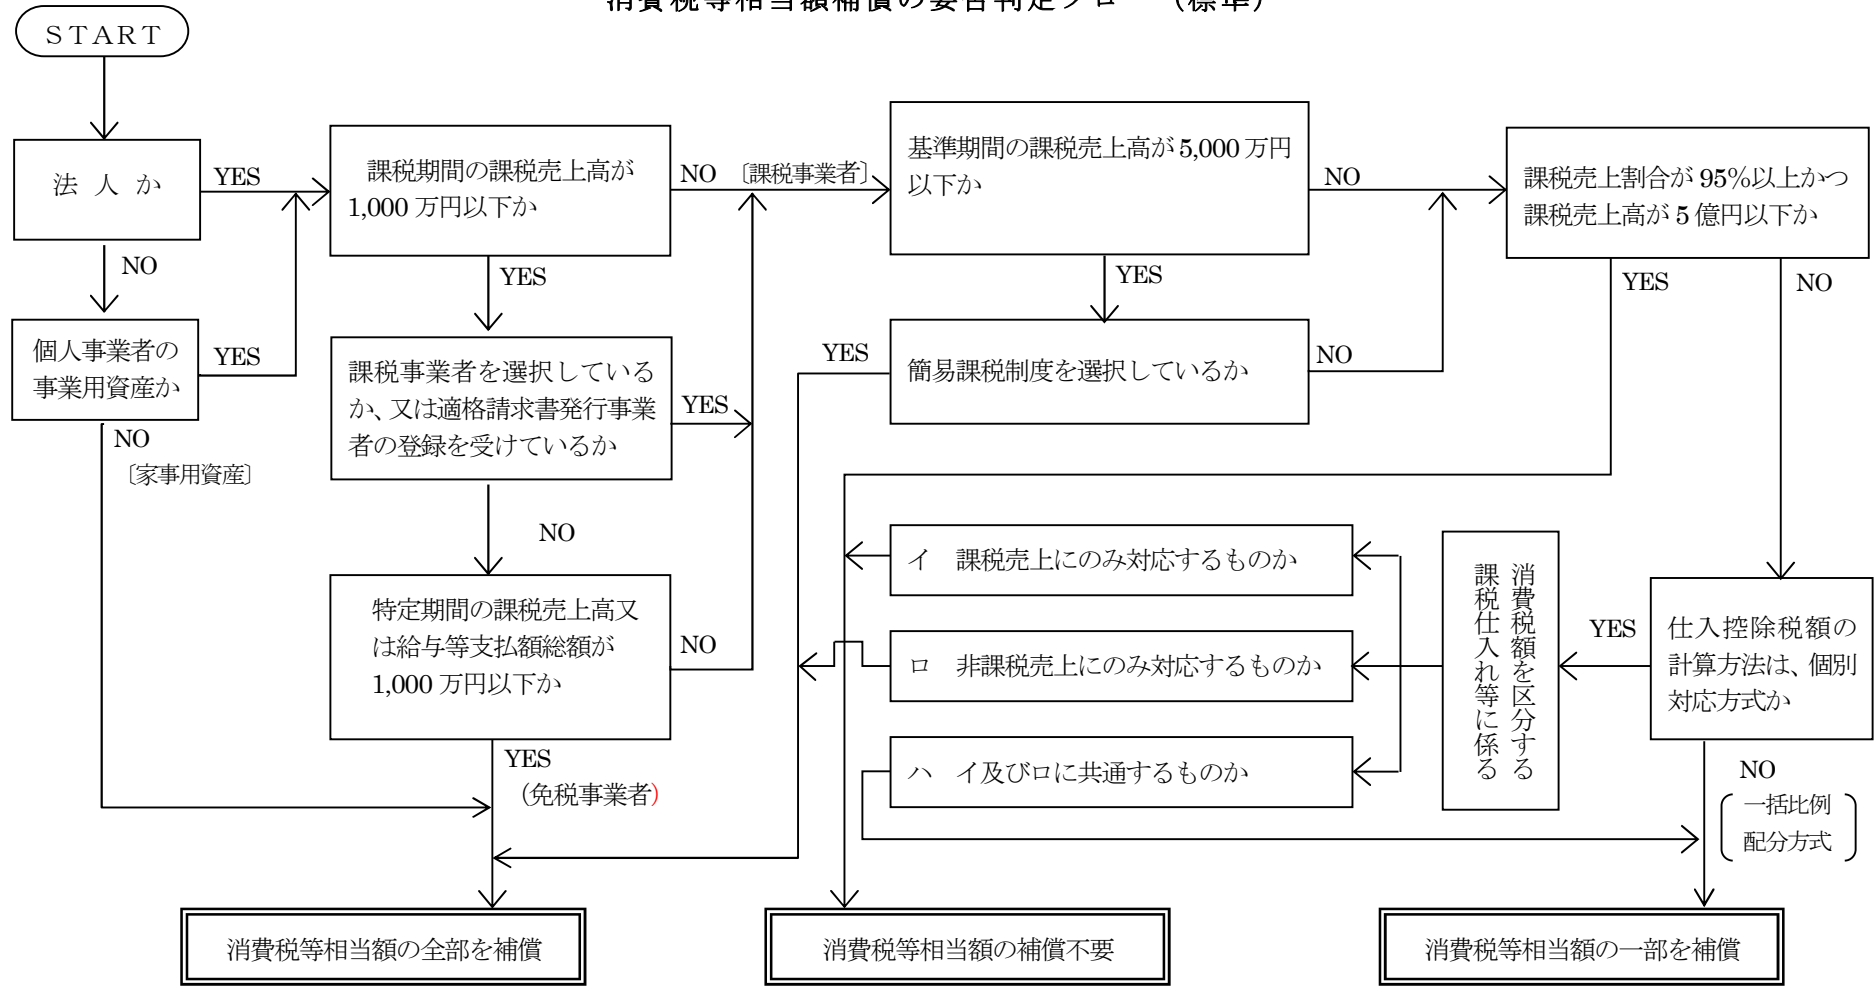 消費税等相当額補償の要否判定フロー（標準）
ＳＴＡＲＴ
法 人 か
YES
NO
個人事業者の
事業用資産か
YES
NO
〔家事用資産〕
課税期間の課税売上高が
1,000 万円以下か
NO
〔課税事業者〕
YES
課税事業者を選択している
か、又は適格請求書発行事業
者の登録を受けているか
YES
NO
特定期間の課税売上高又
は給与等支払額総額が
1,000 万円以下か
NO
YES
（免税事業者）
基準期間の課税売上高が 5,000 万円
以下か
NO
YES
簡易課税制度を選択しているか
YES
NO
課税売上割合が 95%以上かつ
課税売上高が 5 億円以下か
YES
NO
仕入控除税額の
計算方法は、個別
対応方式か
YES
NO
一括比例
配分方式
消費税額を区分する
課税仕入れ等に係る
イ　課税売上にのみ対応するものか
ロ　非課税売上にのみ対応するものか
ハ　イ及びロに共通するものか
消費税等相当額の全部を補償
消費税等相当額の補償不要
消費税等相当額の一部を補償